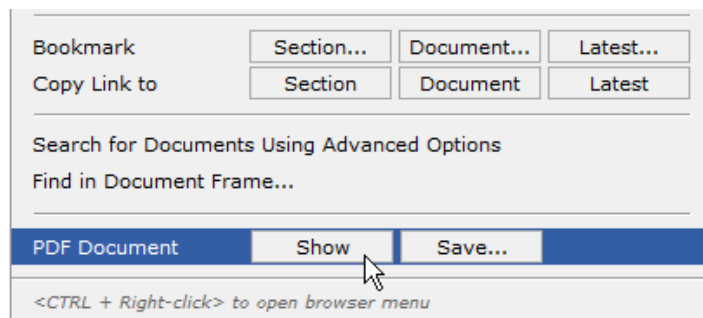 Bookmark Section... Document... Latest...
Copy Link to Section Document Latest
Search for Documents Using Advanced Options
Find in Document Frame...
PDF Document Show Save...
<CTRL + Right-click> to open browser menu